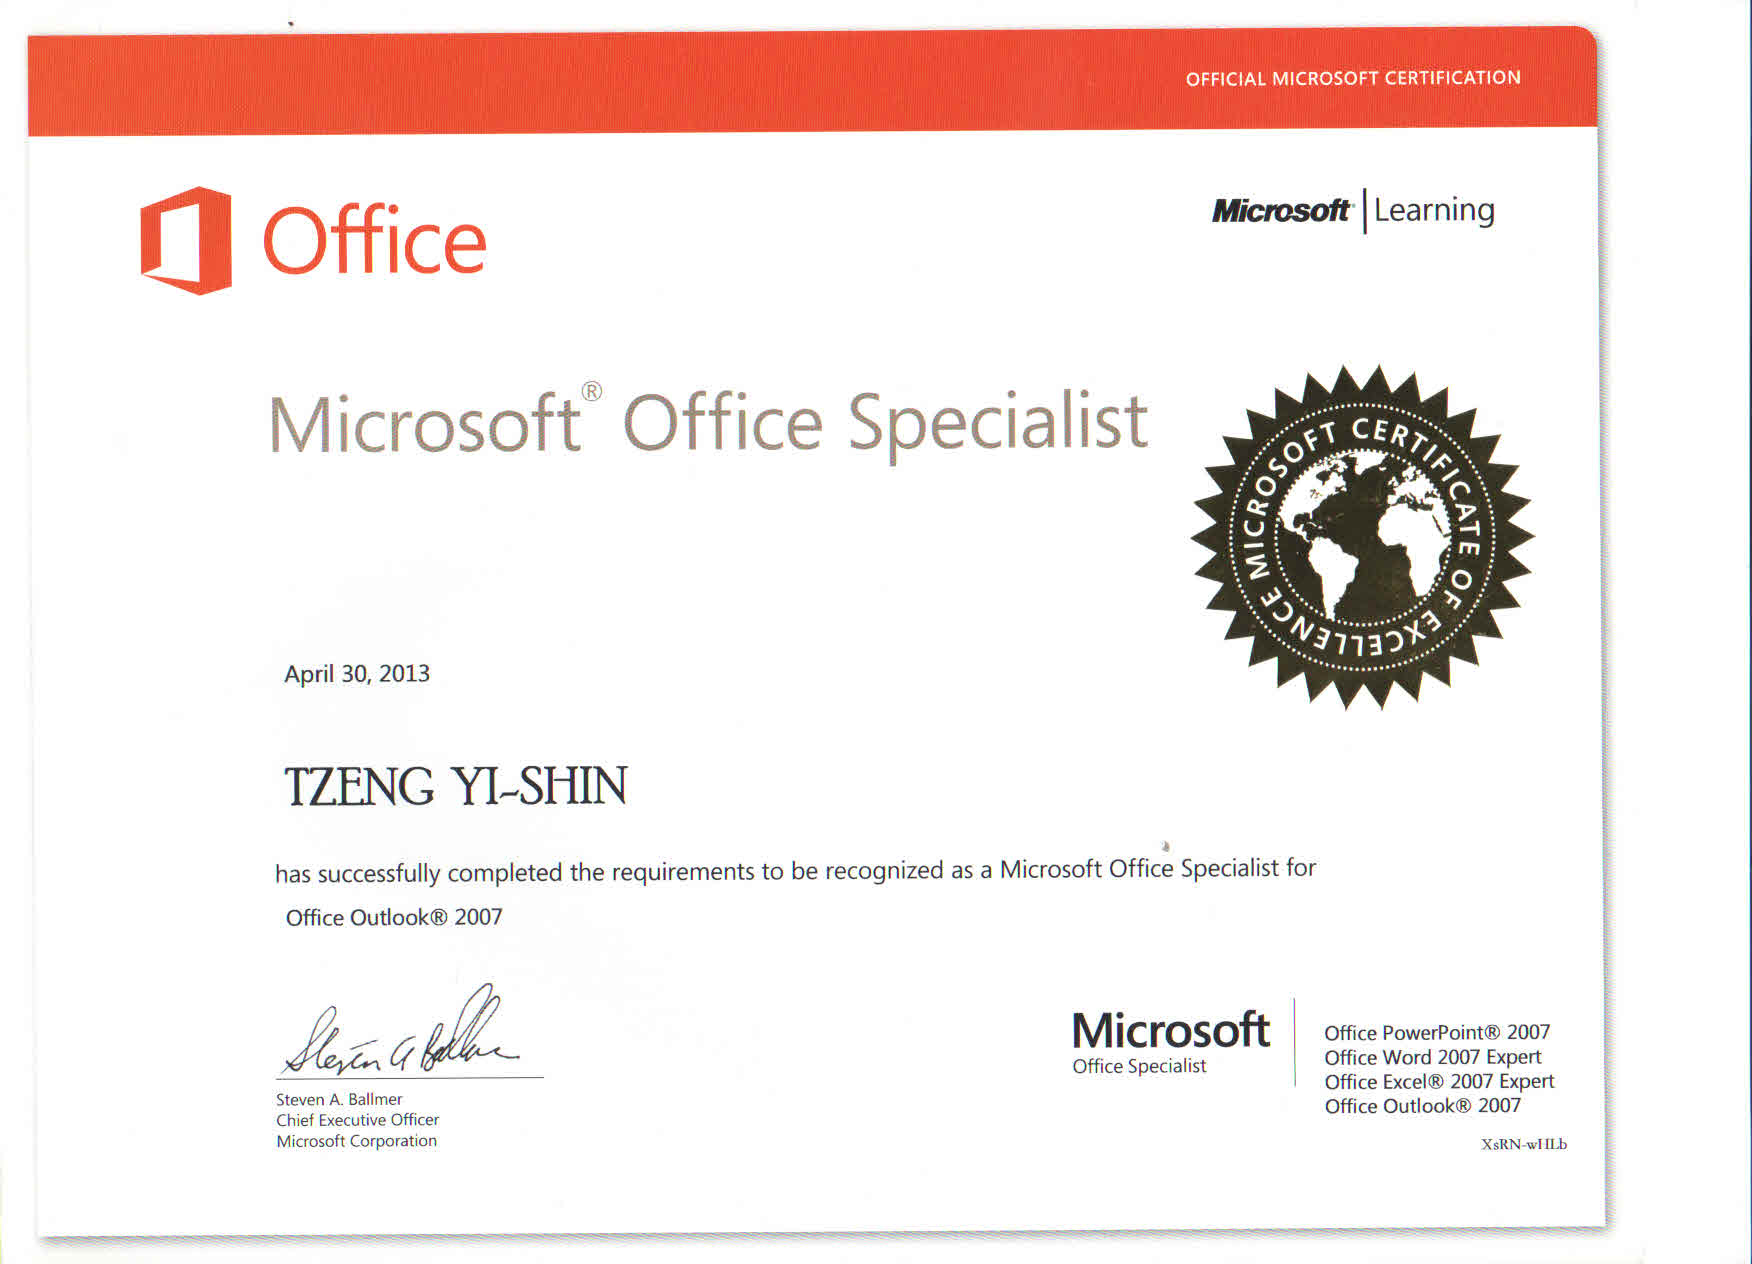 OFFICIAL MICROSOFT CERTIFICATION
Office
Microsoft | Learning
Microsoft® Office Specialist
MICROSOFT CERTIFICATE OF EXCELLENCE
April 30, 2013
TZENG YI-SHIN
has successfully completed the requirements to be recognized as a Microsoft Office Specialist for
Office Outlook® 2007
Steven A Ballmer
Steven A. Ballmer
Chief Executive Officer
Microsoft Corporation
Microsoft
Office Specialist
Office PowerPoint® 2007
Office Word 2007 Expert
Office Excel® 2007 Expert
Office Outlook® 2007